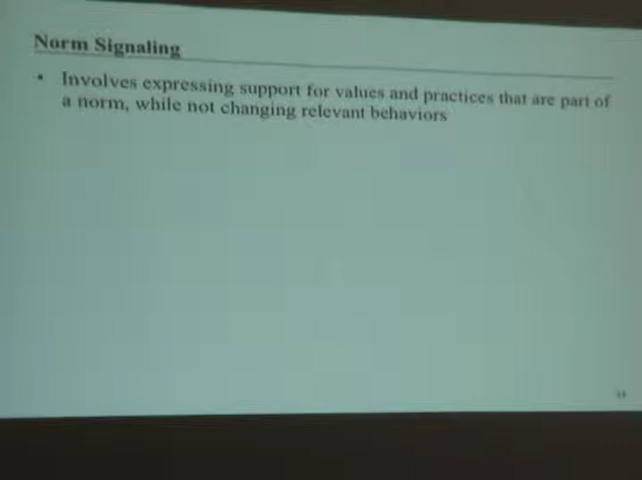 Norm Signaling
• Involves expressing support for values and practices that are part of
a norm, while not changing relevant behaviors